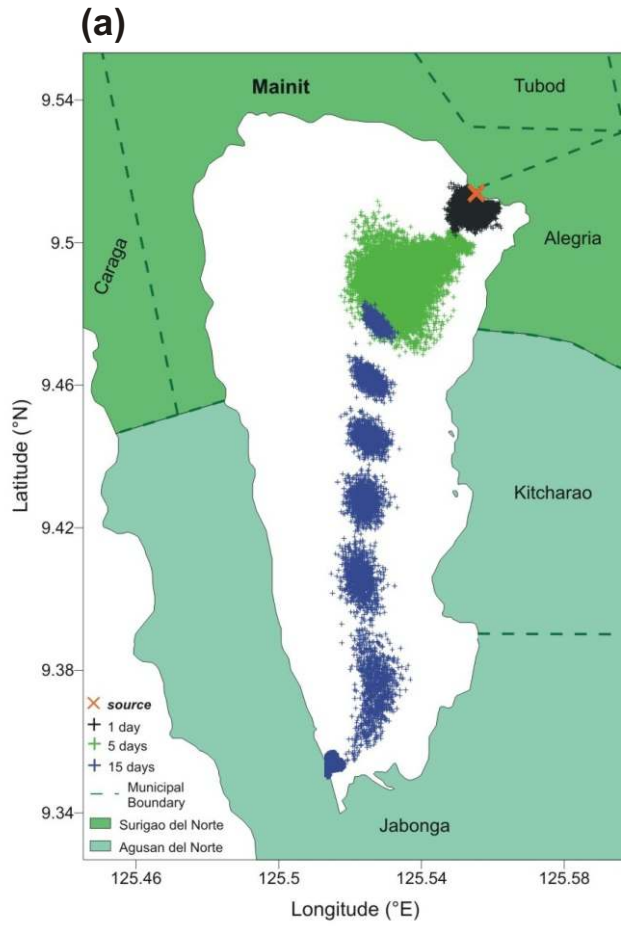 (a)
Mainit
Tubod
9.54
9.5
Caraga
Alegria
9.46
Latitude (°N)
Kitcharao
9.42
9.38
source
1 day
5 days
15 days
Municipal
Boundary
9.34
Jabonga
Surigao del Norte
Agusan del Norte
125.46
125.5
125.54
125.58
Longitude (°E)